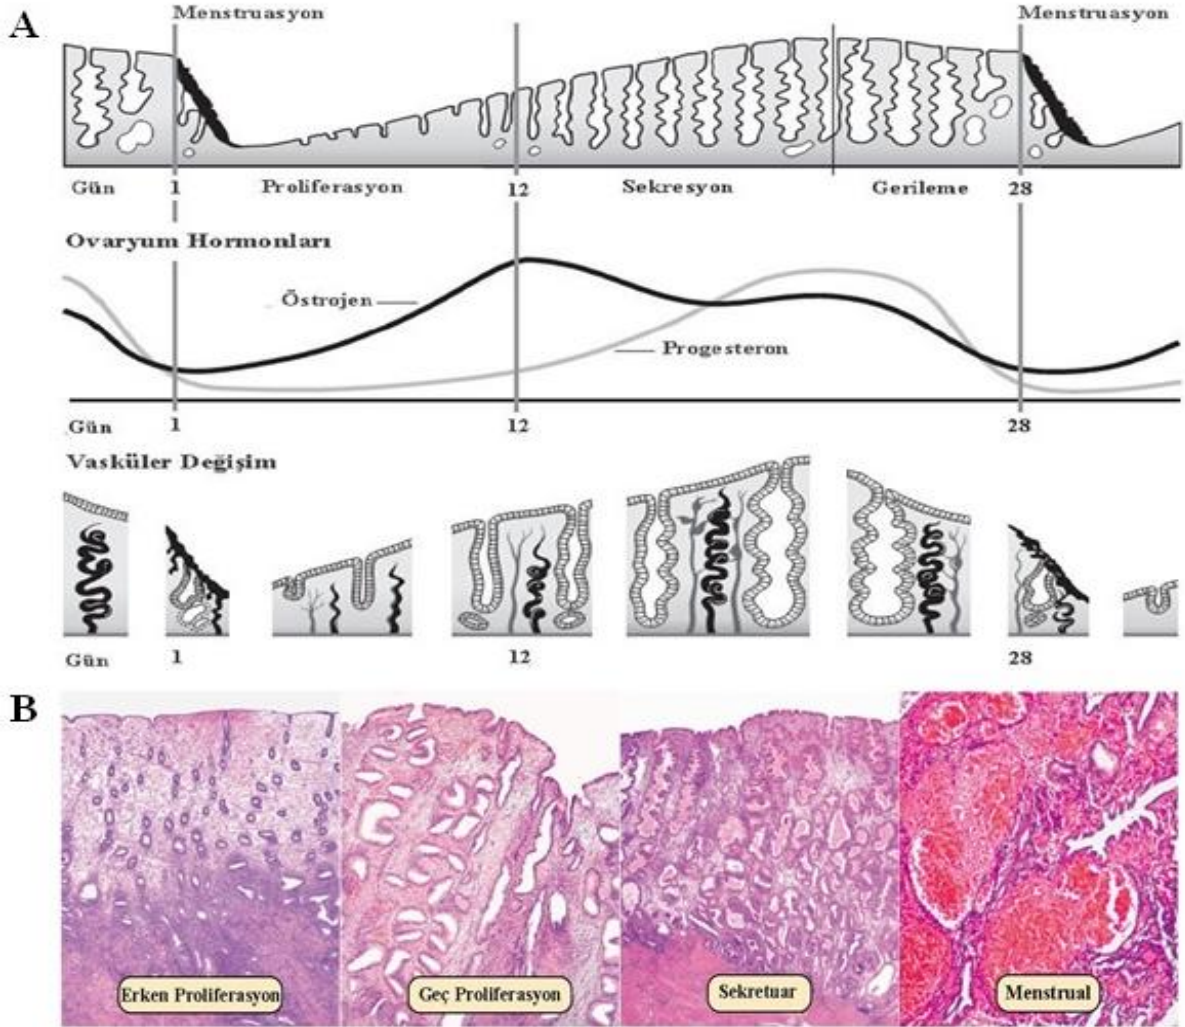 A
Menstruasyon
Menstruasyon
Gün 1 Proliferasyon 12 Sekresyon Gerileme 28
Ovaryum Hormonları
Östrojen
Progesteron
Gün 1 12 28
Vasküler Değişim
Gün 1 12 28
B
Erken Proliferasyon
Geç Proliferasyon
Sekretuar
Menstrual